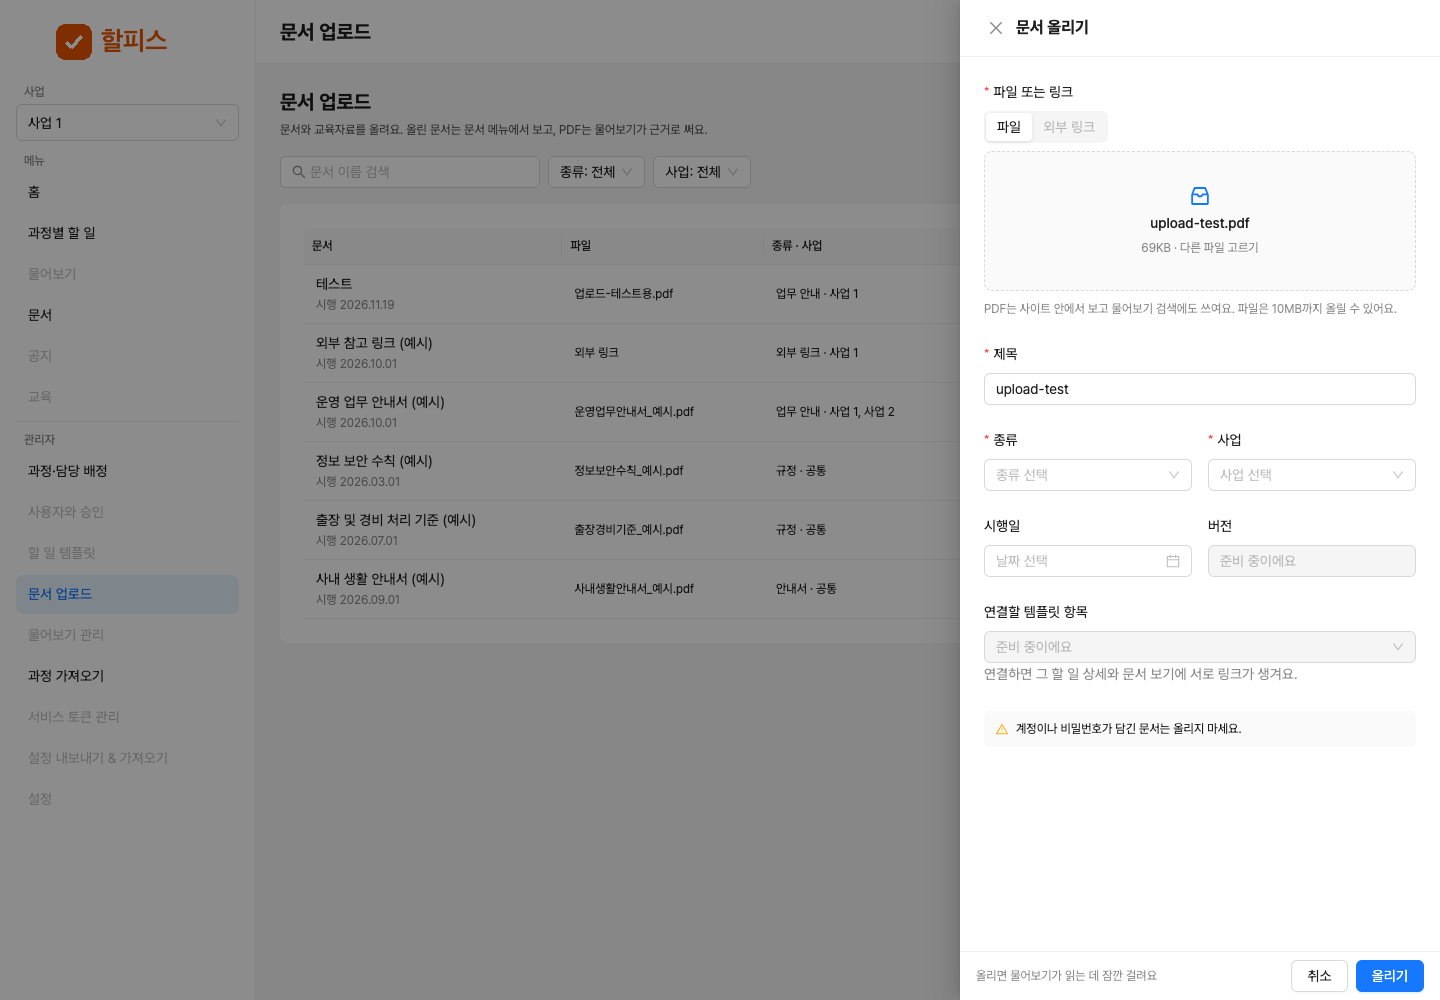 할피스
사업
사업 1
메뉴
홈
과정별 할 일
물어보기
문서
공지
교육
관리자
과정·담당 배정
사용자와 승인
할 일 템플릿
문서 업로드
물어보기 관리
과정 가져오기
서비스 토큰 관리
설정 내보내기 & 가져오기
설정
문서 업로드
문서 업로드
문서와 교육자료를 올려요. 올린 문서는 문서 메뉴에서 보고, PDF는 물어보기가 근거로 써요.
문서 이름 검색
종류: 전체
사업: 전체
문서 파일 종류 · 사업
테스트
시행 2026.11.19
업로드-테스트용.pdf
업무 안내 · 사업 1
외부 참고 링크 (예시)
시행 2026.10.01
외부 링크
외부 링크 · 사업 1
운영 업무 안내서 (예시)
시행 2026.10.01
운영업무안내서_예시.pdf
업무 안내 · 사업 1, 사업 2
정보 보안 수칙 (예시)
시행 2026.03.01
정보보안수칙_예시.pdf
규정 · 공통
출장 및 경비 처리 기준 (예시)
시행 2026.07.01
출장경비기준_예시.pdf
규정 · 공통
사내 생활 안내서 (예시)
시행 2026.09.01
사내생활안내서_예시.pdf
안내서 · 공통
문서 올리기
* 파일 또는 링크
파일 외부 링크
upload-test.pdf
69KB · 다른 파일 고르기
PDF는 사이트 안에서 보고 물어보기 검색에도 쓰여요. 파일은 10MB까지 올릴 수 있어요.
* 제목
upload-test
* 종류
종류 선택
* 사업
사업 선택
시행일
날짜 선택
버전
준비 중이에요
연결할 템플릿 항목
준비 중이에요
연결하면 그 할 일 상세와 문서 보기에 서로 링크가 생겨요.
계정이나 비밀번호가 담긴 문서는 올리지 마세요.
올리면 물어보기가 읽는 데 잠깐 걸려요
취소
올리기